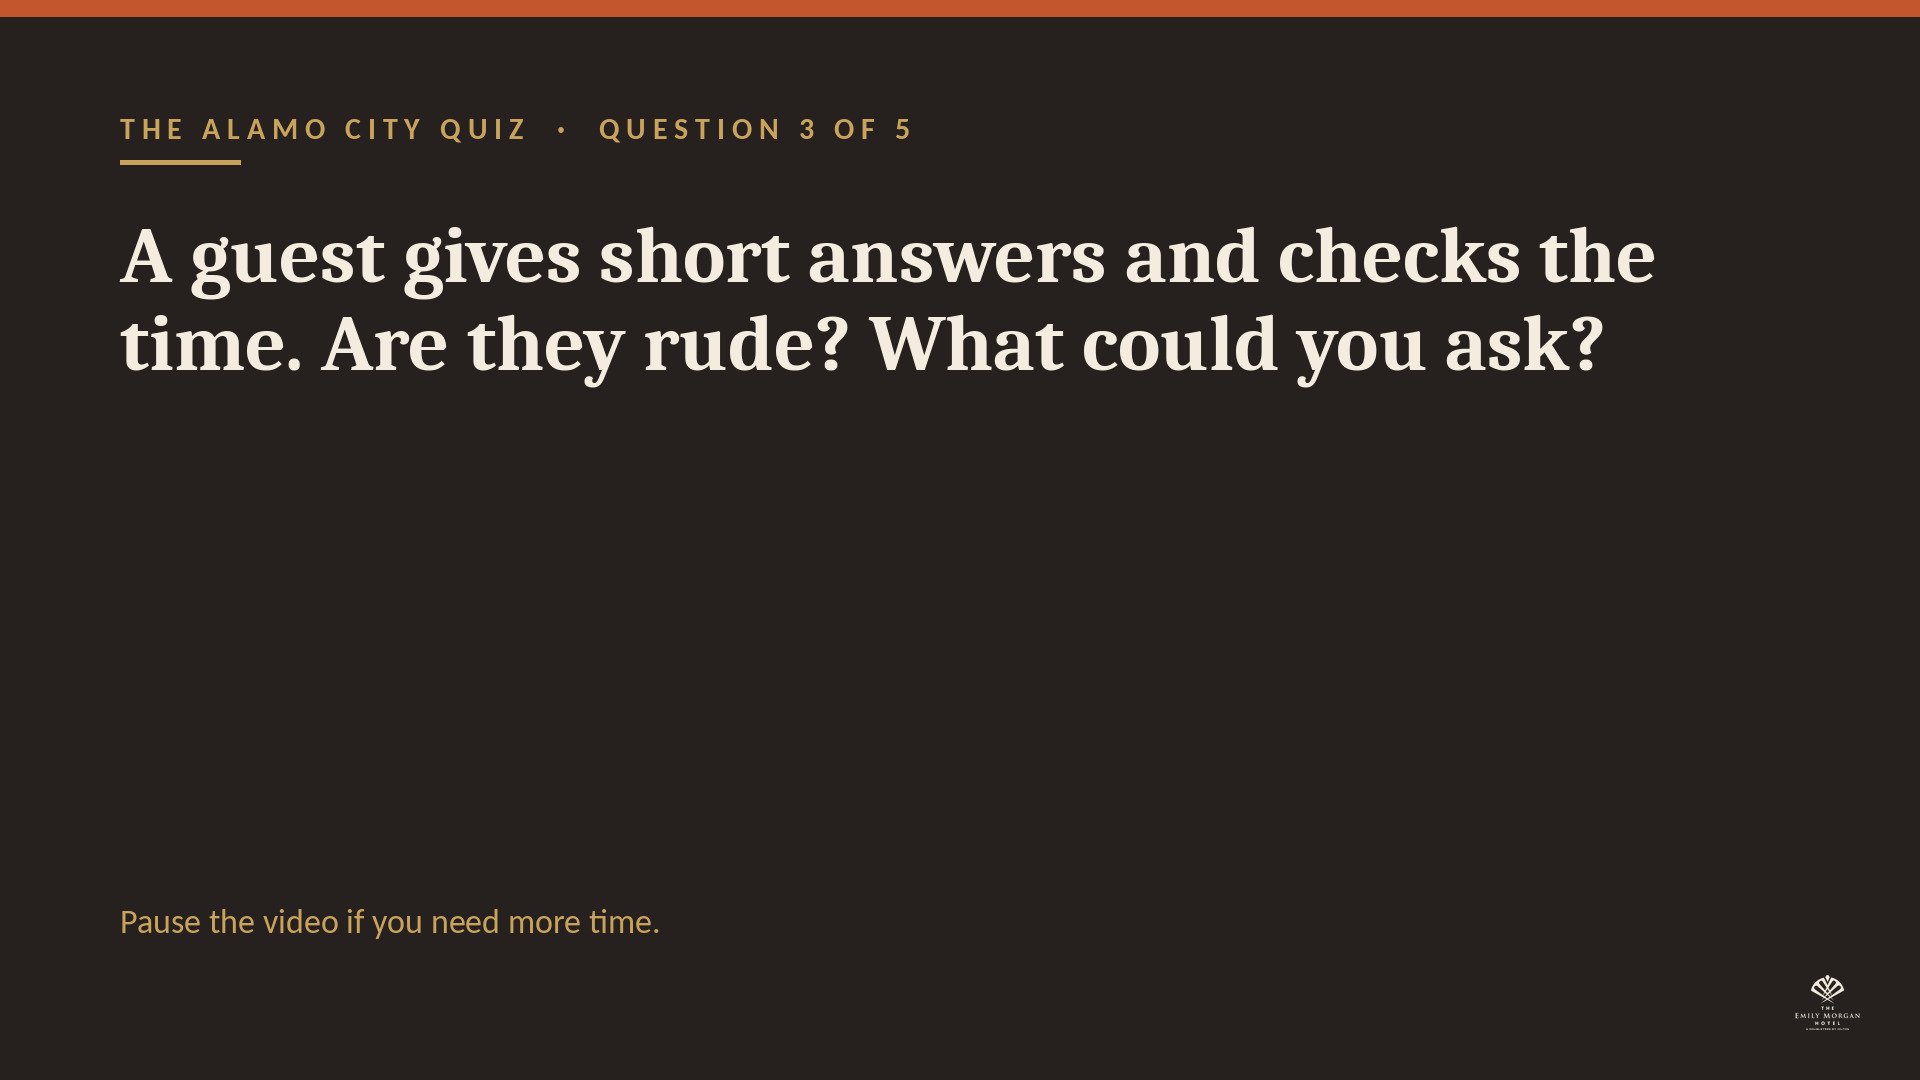 THE ALAMO CITY QUIZ · QUESTION 3 OF 5
A guest gives short answers and checks the
time. Are they rude? What could you ask?
Pause the video if you need more time.
THE
EMILY MORGAN
HOTEL